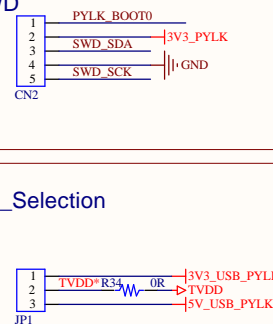 WD
PYLK_BOOT0
1
2
3V3_PYLK
3
SWD_SDA
4
GND
5
SWD_SCK
CN2
_Selection
1
3V3_USB_PYL
2
TVDD*
R34
0R
TVDD
3
5V_USB_PYLK
JP1